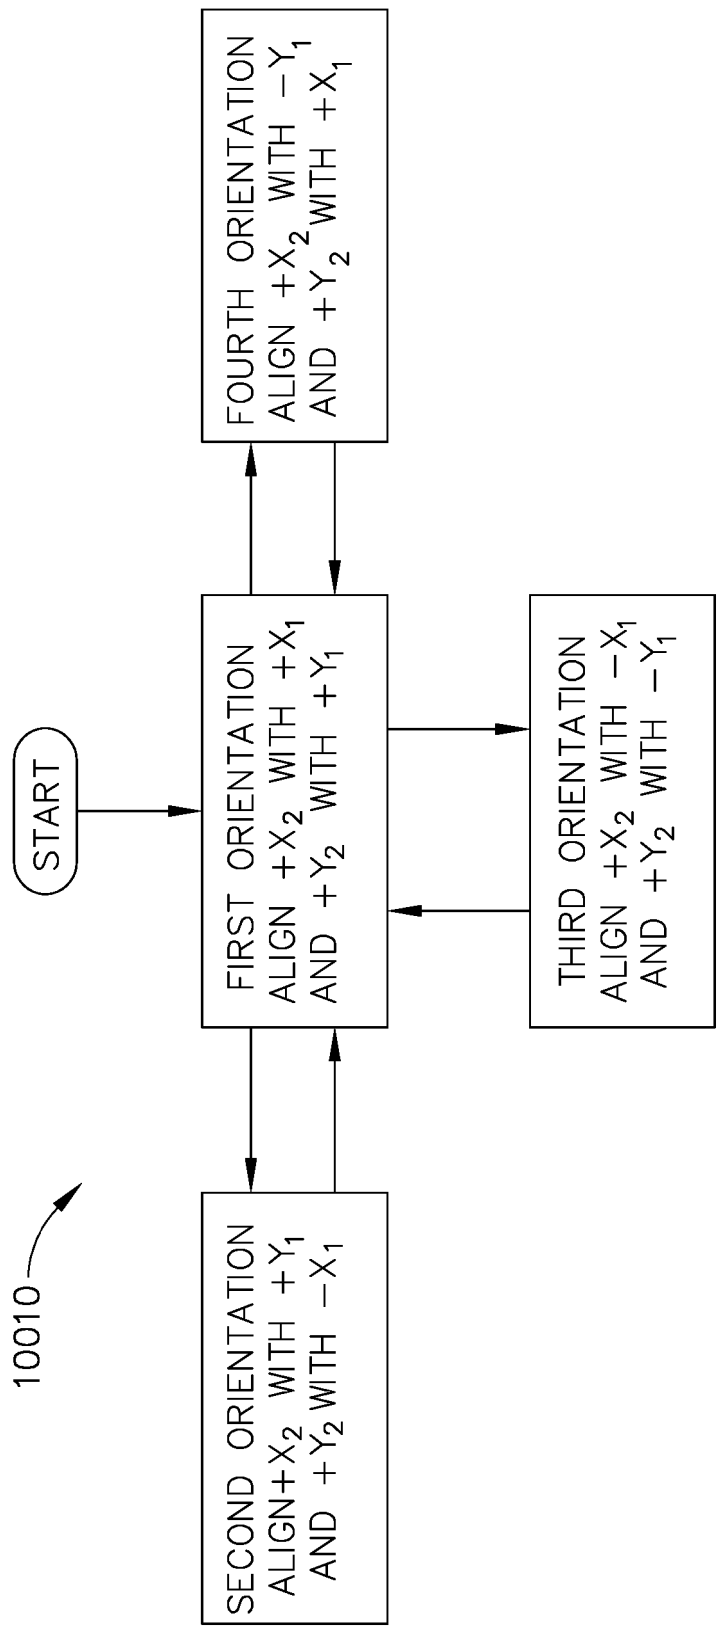 10010
START
SECOND ORIENTATION
ALIGN+X₂ WITH +Y₁
AND +Y₂ WITH −X₁
FIRST ORIENTATION
ALIGN +X₂ WITH +X₁
AND +Y₂ WITH +Y₁
FOURTH ORIENTATION
ALIGN +X₂ WITH −Y₁
AND +Y₂ WITH +X₁
THIRD ORIENTATION
ALIGN +X₂ WITH −X₁
AND +Y₂ WITH −Y₁